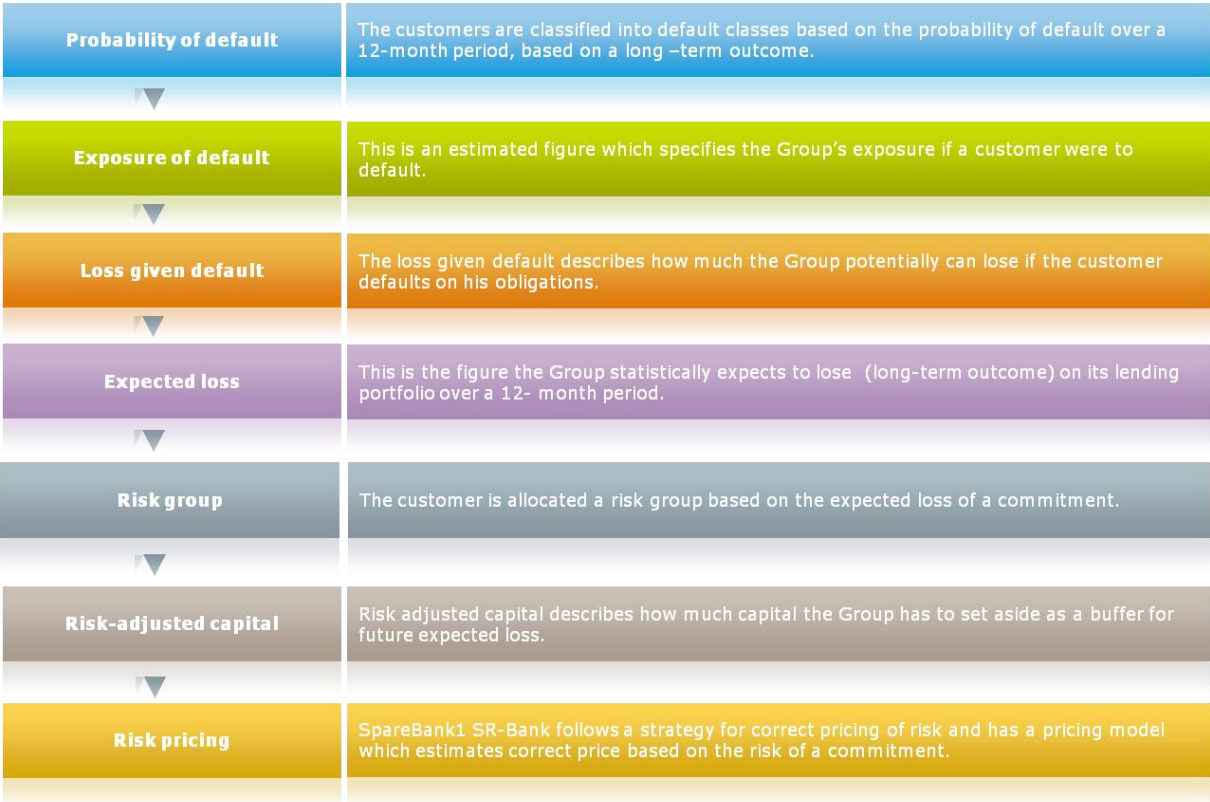 Probability of default
The customers are classified into default classes based on the probability of default over a
12-month period, based on a long –term outcome.
Exposure of default
This is an estimated figure which specifies the Group's exposure if a customer were to
default.
Loss given default
The loss given default describes how much the Group potentially can lose if the customer
defaults on his obligations.
Expected loss
This is the figure the Group statistically expects to lose  (long-term outcome) on its lending
portfolio over a 12- month period.
Risk group
The customer is allocated a risk group based on the expected loss of a commitment.
Risk-adjusted capital
Risk adjusted capital describes how much capital the Group has to set aside as a buffer for
future expected loss.
Risk pricing
SpareBank1 SR-Bank follows a strategy for correct pricing of risk and has a pricing model
which estimates correct price based on the risk of a commitment.